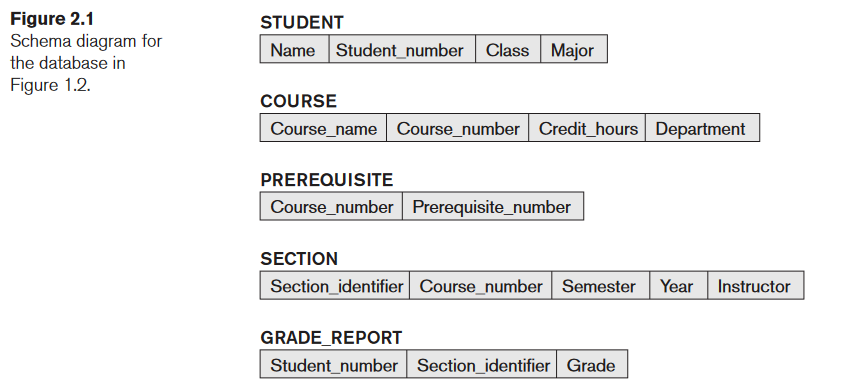 Figure 2.1
Schema diagram for
the database in
Figure 1.2.
STUDENT
Name Student_number Class Major
COURSE
Course_name Course_number Credit_hours Department
PREREQUISITE
Course_number Prerequisite_number
SECTION
Section_identifier Course_number Semester Year Instructor
GRADE_REPORT
Student_number Section_identifier Grade